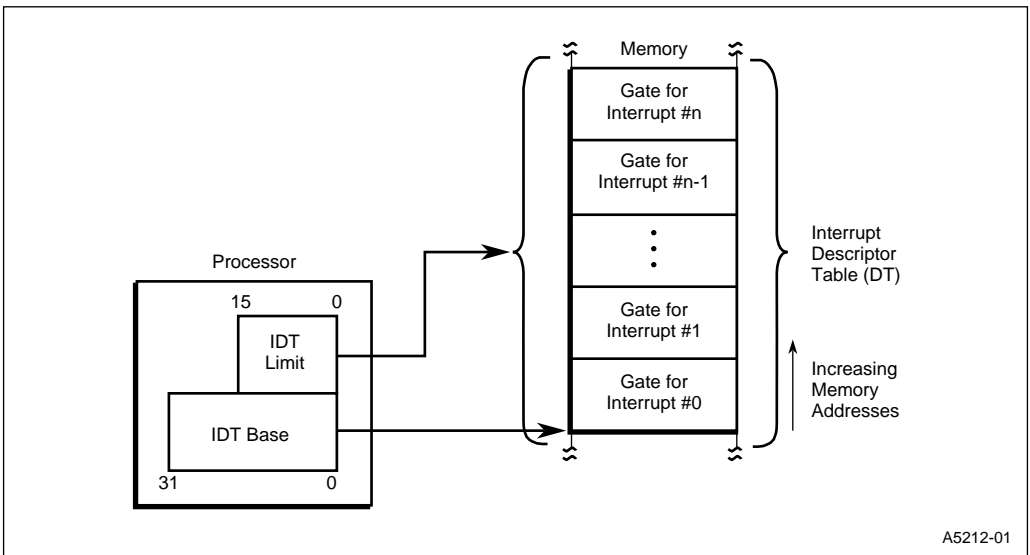 Memory
Gate for
Interrupt #n
Gate for
Interrupt #n-1
Interrupt
Descriptor
Table (DT)
Processor
15 0
IDT
Limit
Gate for
Interrupt #1
Increasing
Memory
Addresses
Gate for
Interrupt #0
IDT Base
31 0
A5212-01